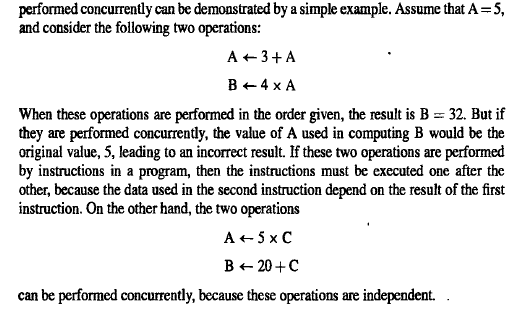 performed concurrently can be demonstrated by a simple example. Assume that A = 5,
and consider the following two operations:
A ← 3 + A
B ← 4 × A
When these operations are performed in the order given, the result is B = 32. But if
they are performed concurrently, the value of A used in computing B would be the
original value, 5, leading to an incorrect result. If these two operations are performed
by instructions in a program, then the instructions must be executed one after the
other, because the data used in the second instruction depend on the result of the first
instruction. On the other hand, the two operations
A ← 5 × C
B ← 20 + C
can be performed concurrently, because these operations are independent.